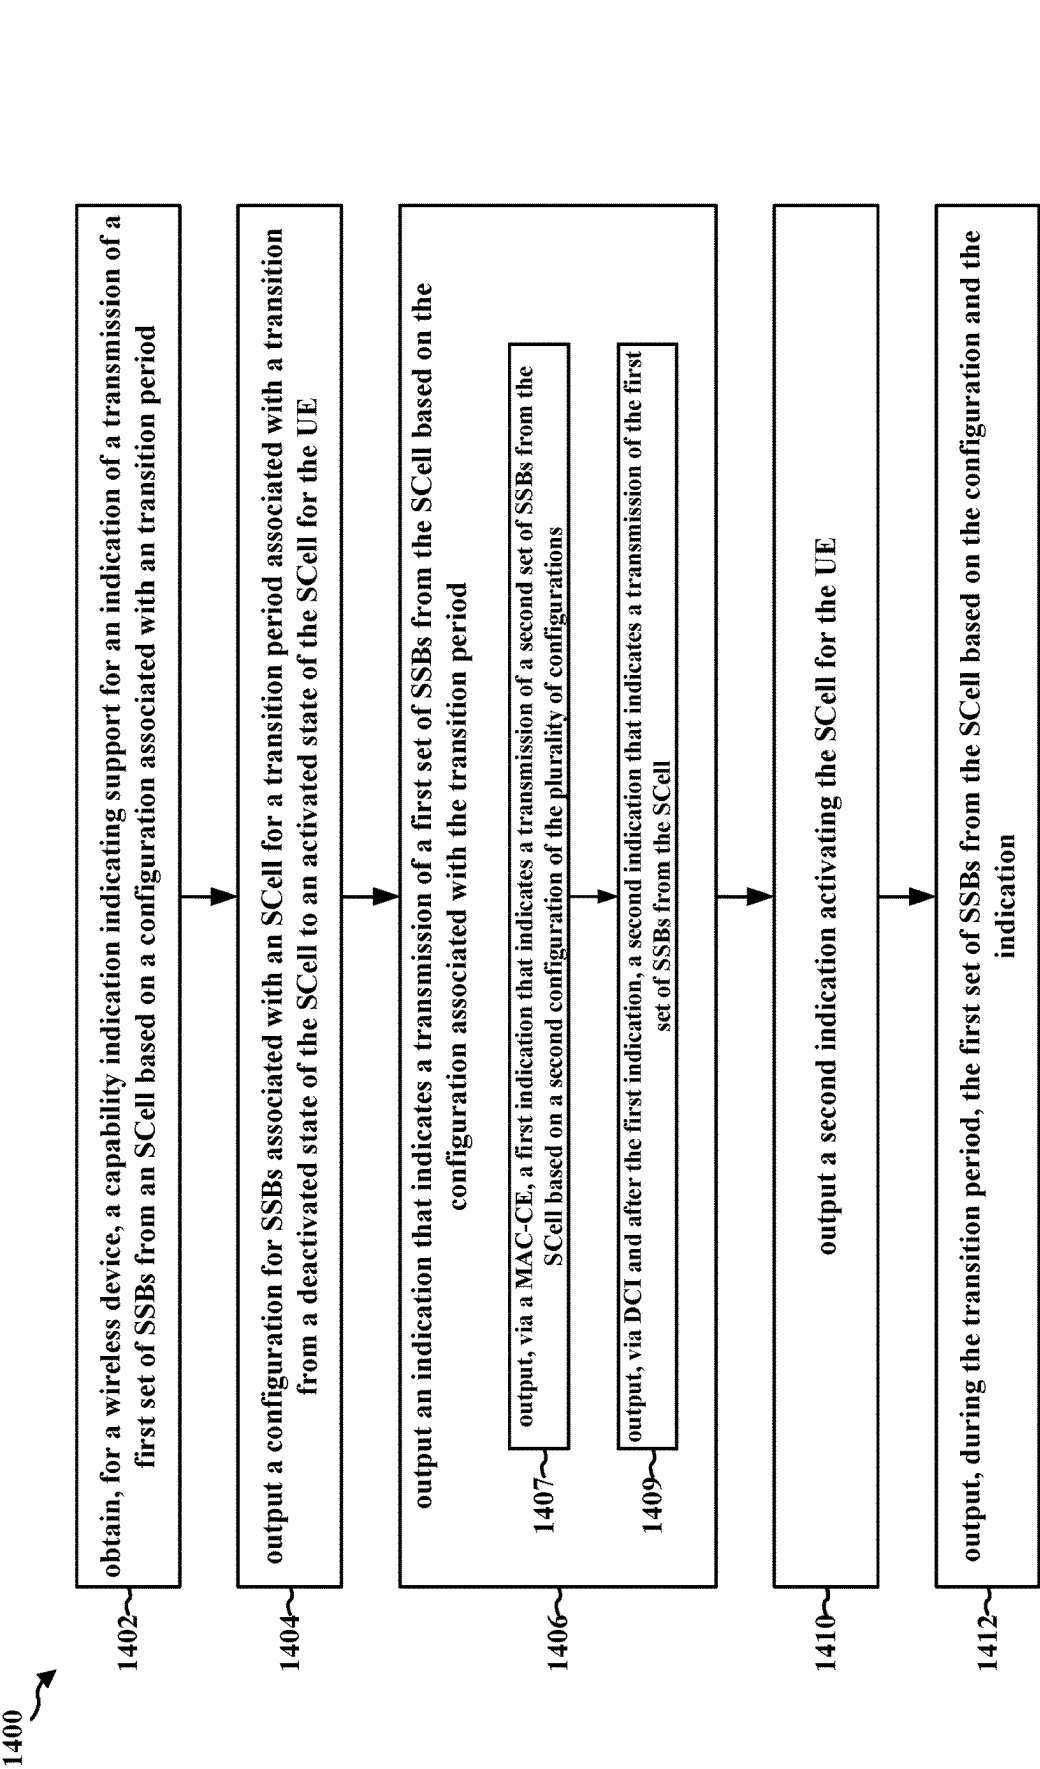 1400
1402
obtain, for a wireless device, a capability indication indicating support for an indication of a transmission of a
first set of SSBs from an SCell based on a configuration associated with an transition period
1404
output a configuration for SSBs associated with an SCell for a transition period associated with a transition
from a deactivated state of the SCell to an activated state of the SCell for the UE
1406
output an indication that indicates a transmission of a first set of SSBs from the SCell based on the
configuration associated with the transition period
1407
output, via a MAC-CE, a first indication that indicates a transmission of a second set of SSBs from the
SCell based on a second configuration of the plurality of configurations
1409
output, via DCI and after the first indication, a second indication that indicates a transmission of the first
set of SSBs from the SCell
1410
output a second indication activating the SCell for the UE
1412
output, during the transition period, the first set of SSBs from the SCell based on the configuration and the
indication